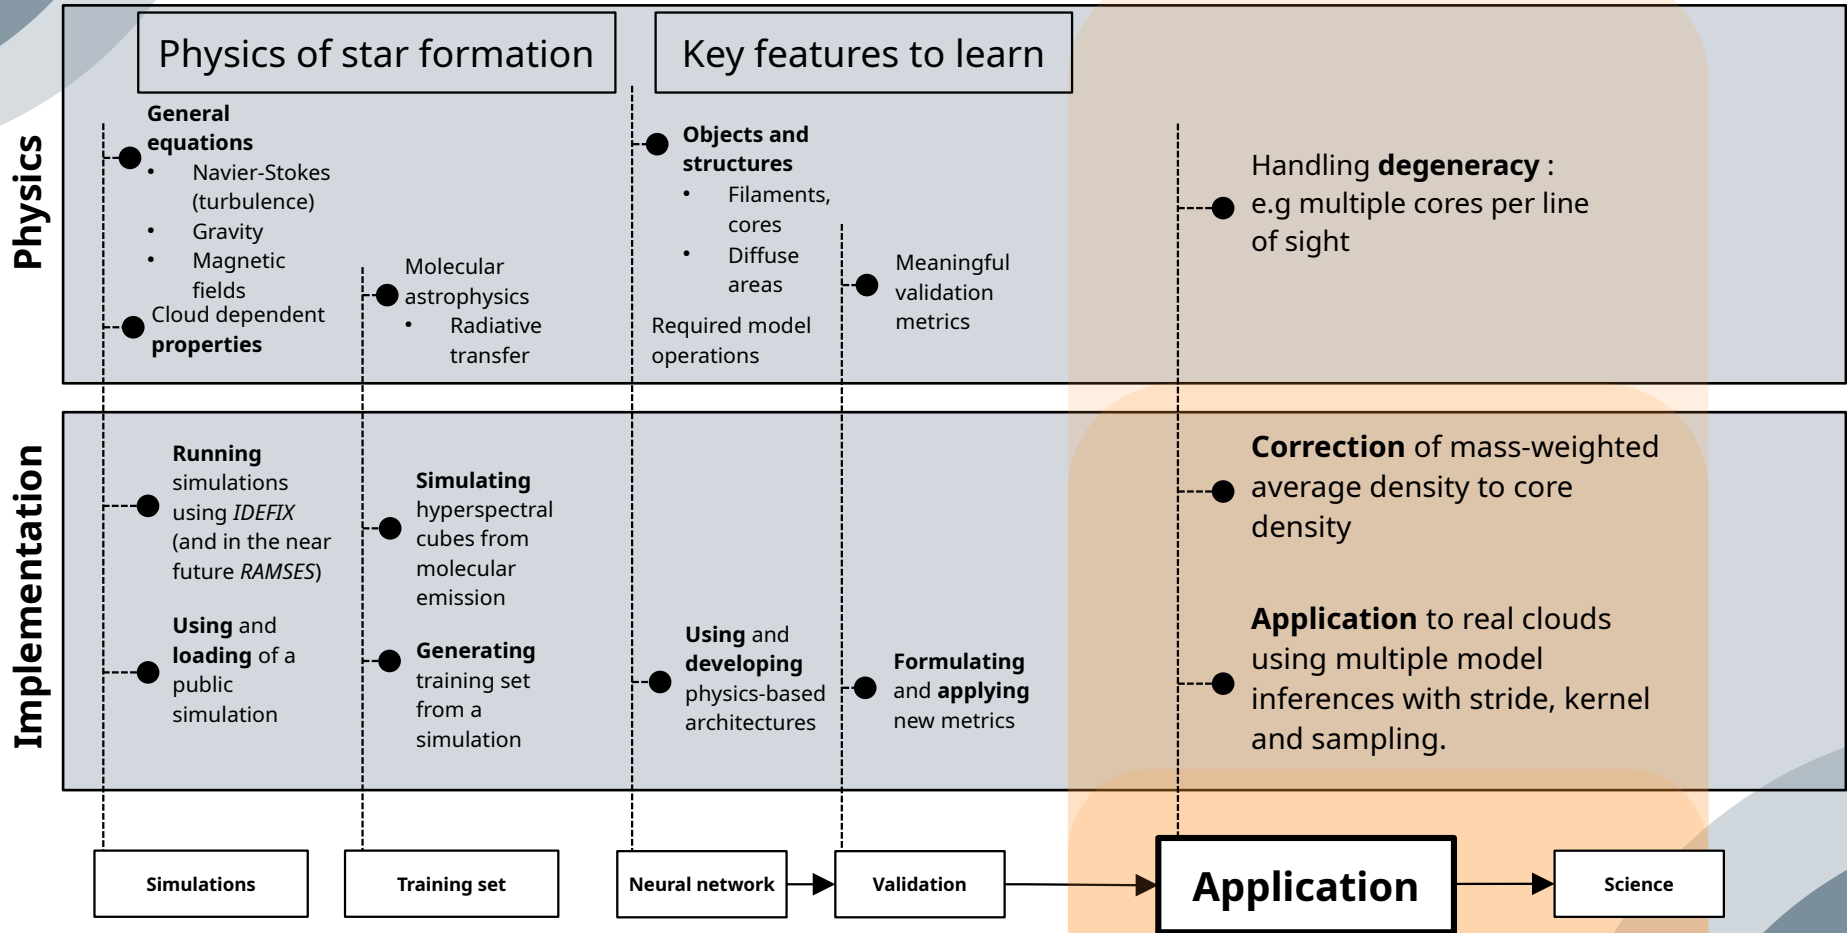 Physics of star formation
Key features to learn
Physics
General
equations
• Navier-Stokes
(turbulence)
• Gravity
• Magnetic
fields
Cloud dependent
properties
Molecular
astrophysics
• Radiative
transfer
Objects and
structures
• Filaments,
cores
• Diffuse
areas
Required model
operations
Meaningful
validation
metrics
Handling degeneracy :
e.g multiple cores per line
of sight
Implementation
Running
simulations
using IDEFIX
(and in the near
future RAMSES)
Using and
loading of a
public
simulation
Simulating
hyperspectral
cubes from
molecular
emission
Generating
training set
from a
simulation
Using and
developing
physics-based
architectures
Formulating
and applying
new metrics
Correction of mass-weighted
average density to core
density
Application to real clouds
using multiple model
inferences with stride, kernel
and sampling.
Simulations
Training set
Neural network
Validation
Application
Science